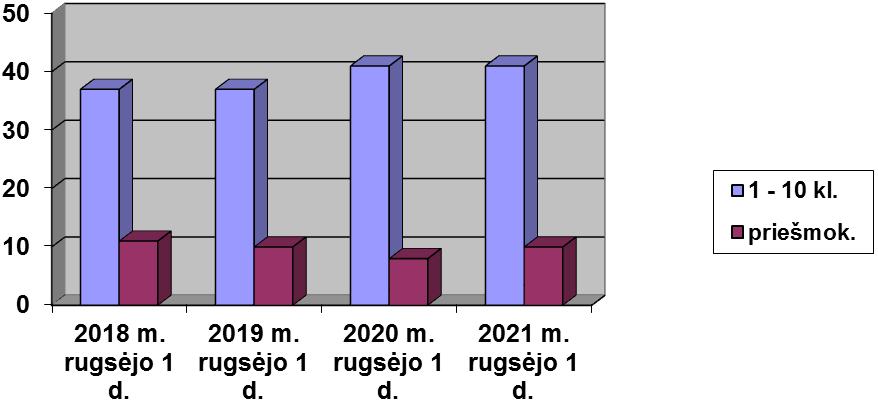 50
40
30
20
10
0
2018 m.
rugsėjo 1
d.
2019 m.
rugsėjo 1
d.
2020 m.
rugsėjo 1
d.
2021 m.
rugsėjo 1
d.
1 - 10 kl.
priešmok.